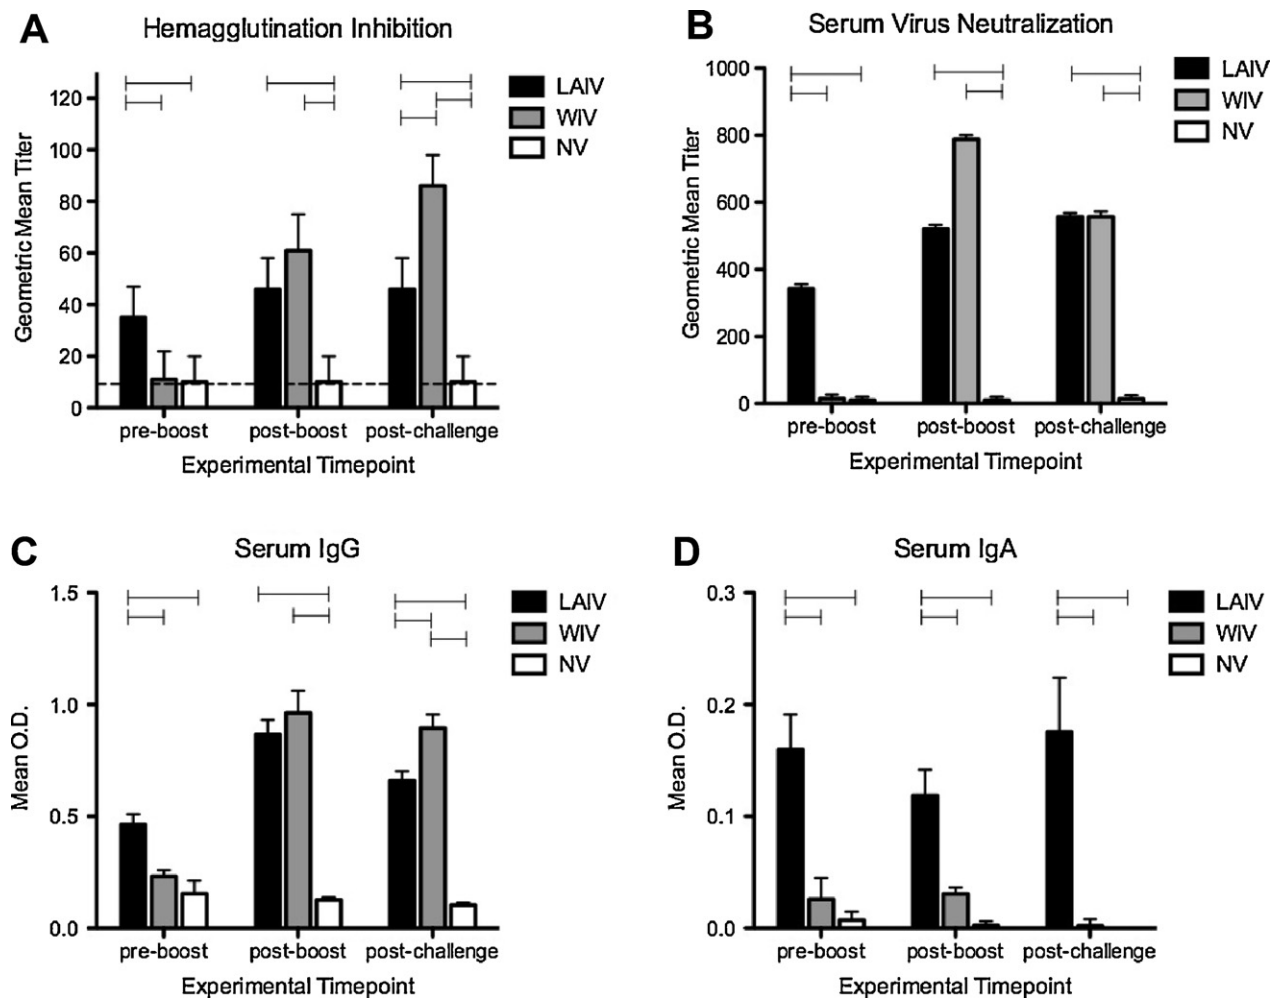 A
Hemagglutination Inhibition
LAIV
WIV
NV
Geometric Mean Titer
120
100
80
60
40
20
0
pre-boost
post-boost
post-challenge
Experimental Timepoint
B
Serum Virus Neutralization
LAIV
WIV
NV
Geometric Mean Titer
1000
800
600
400
200
0
pre-boost
post-boost
post-challenge
Experimental Timepoint
C
Serum IgG
LAIV
WIV
NV
Mean O.D.
1.5
1.0
0.5
0.0
pre-boost
post-boost
post-challenge
Experimental Timepoint
D
Serum IgA
LAIV
WIV
NV
Mean O.D.
0.3
0.2
0.1
0.0
pre-boost
post-boost
post-challenge
Experimental Timepoint